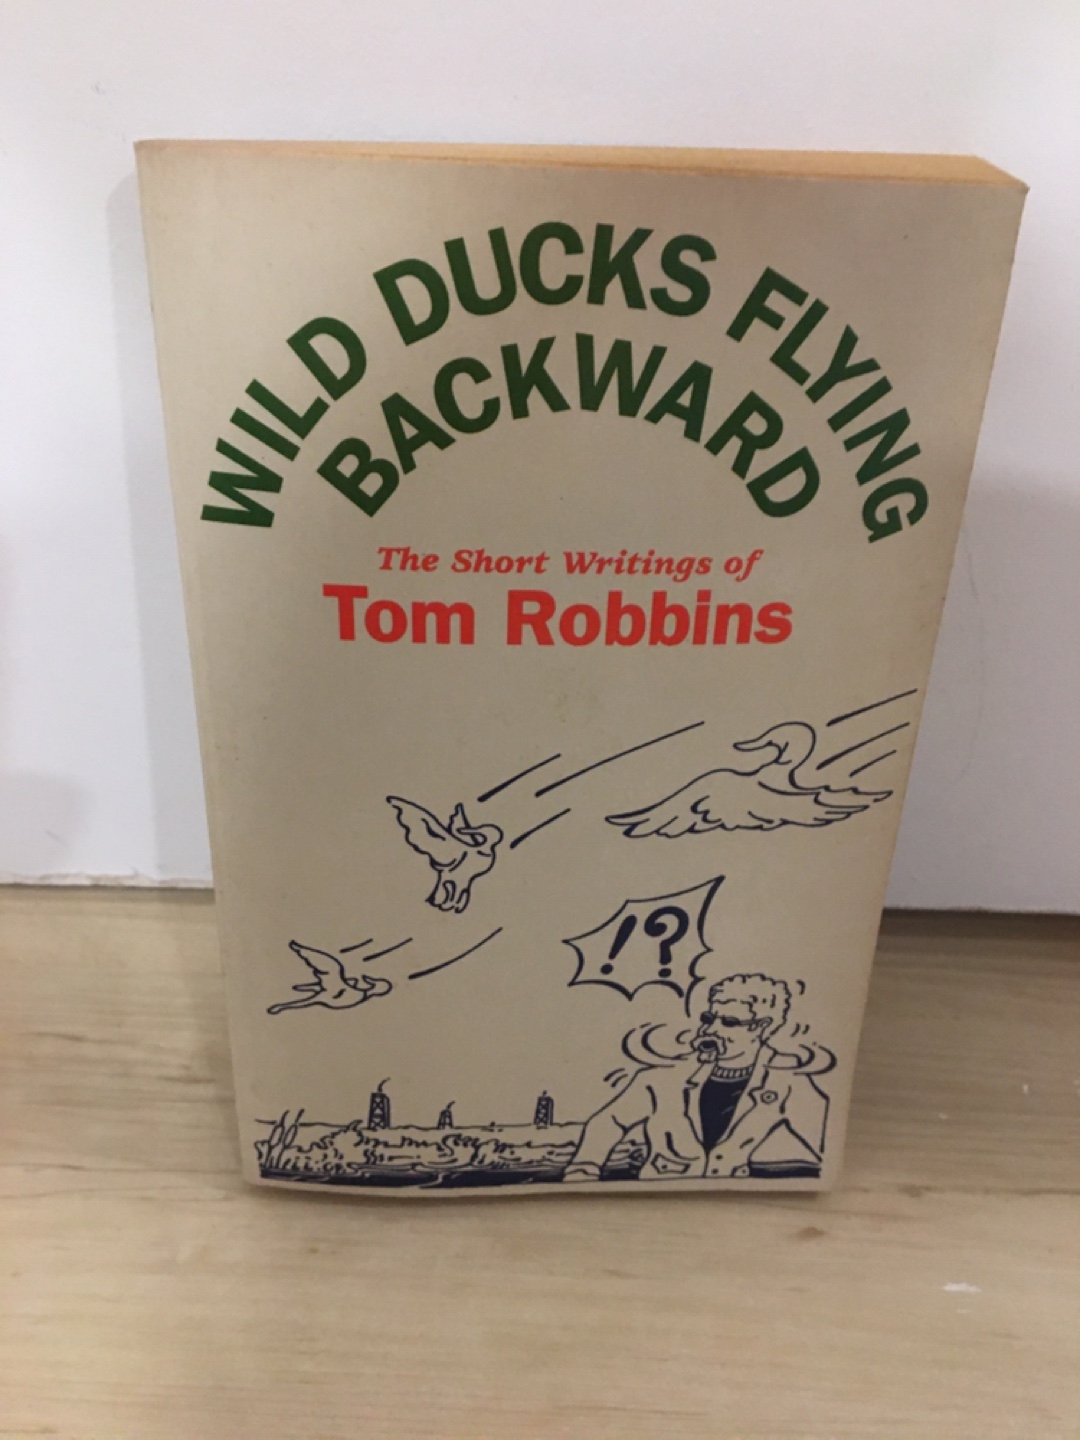 WILD DUCKS FLYING
BACKWARD
The Short Writings of
Tom Robbins
!?